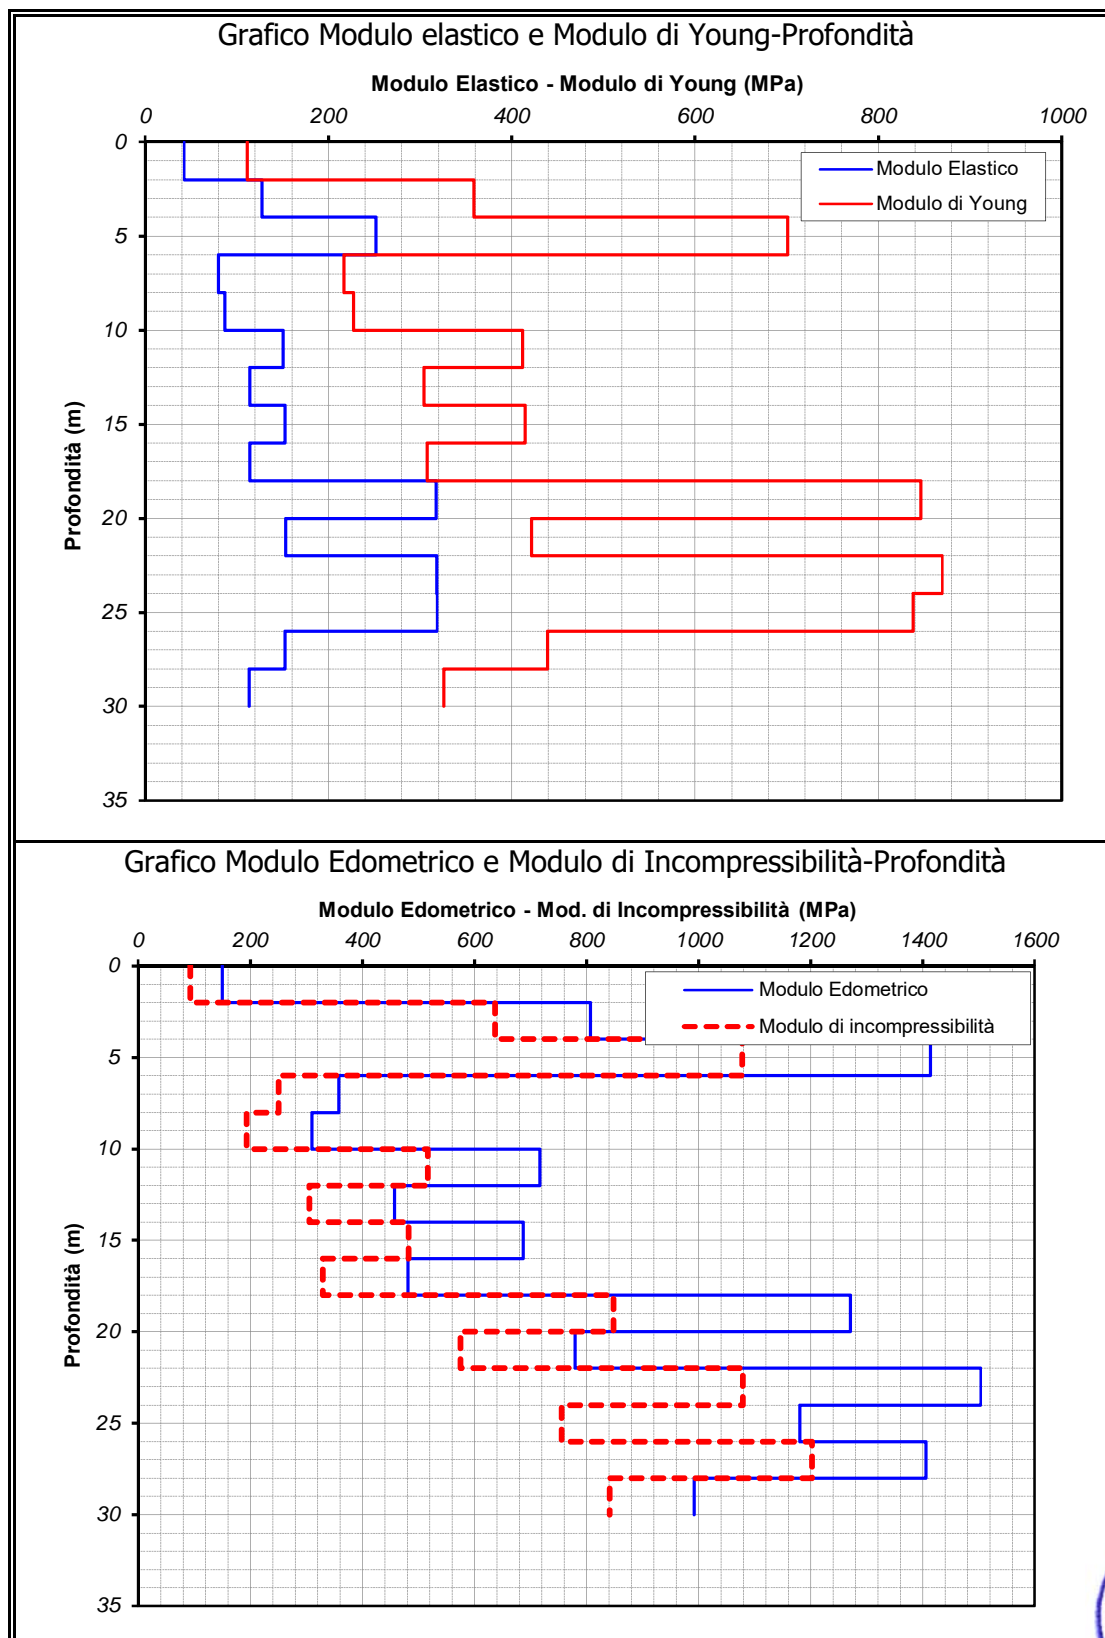 Grafico Modulo elastico e Modulo di Young-Profondità
Modulo Elastico - Modulo di Young (MPa)
0 200 400 600 800 1000
0
Modulo Elastico
Modulo di Young
5
10
15
Profondità (m)
20
25
30
35
Grafico Modulo Edometrico e Modulo di Incompressibilità-Profondità
Modulo Edometrico - Mod. di Incompressibilità (MPa)
0 200 400 600 800 1000 1200 1400 1600
0
Modulo Edometrico
Modulo di incompressibilità
5
10
15
Profondità (m)
20
25
30
35